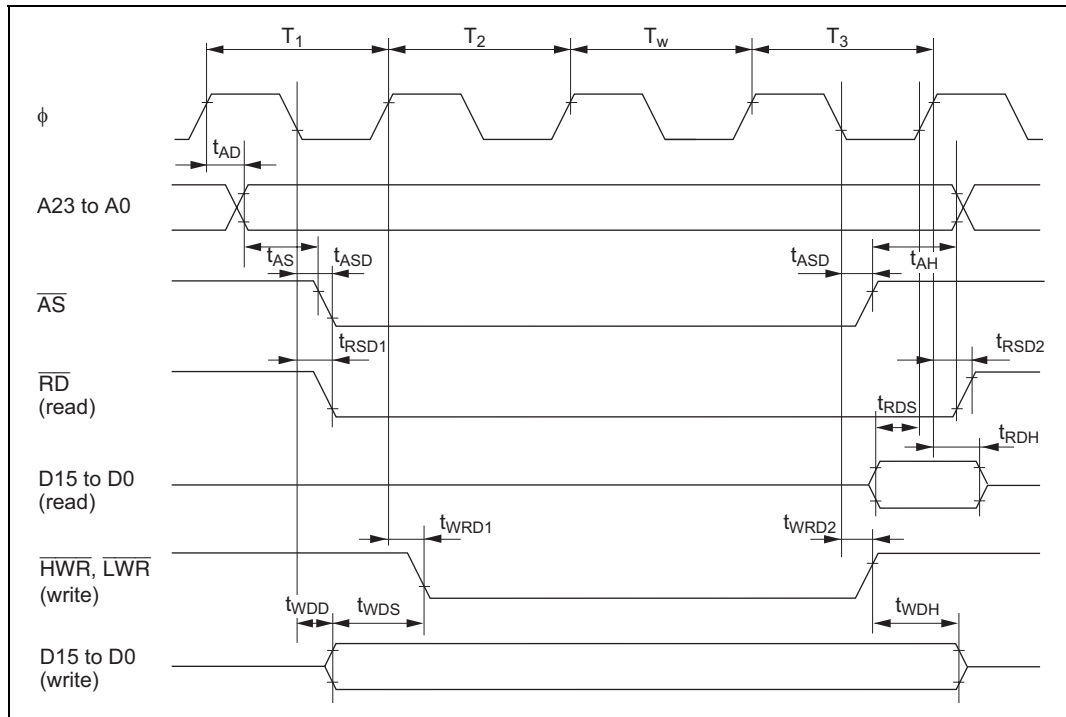 T1 T2 Tw T3
ϕ
tAD
A23 to A0
tAS tASD tASD tAH
AS
tRSD1 tRSD2
RD
(read)
tRDS
tRDH
D15 to D0
(read)
tWRD1 tWRD2
HWR, LWR
(write)
tWDD tWDS tWDH
D15 to D0
(write)